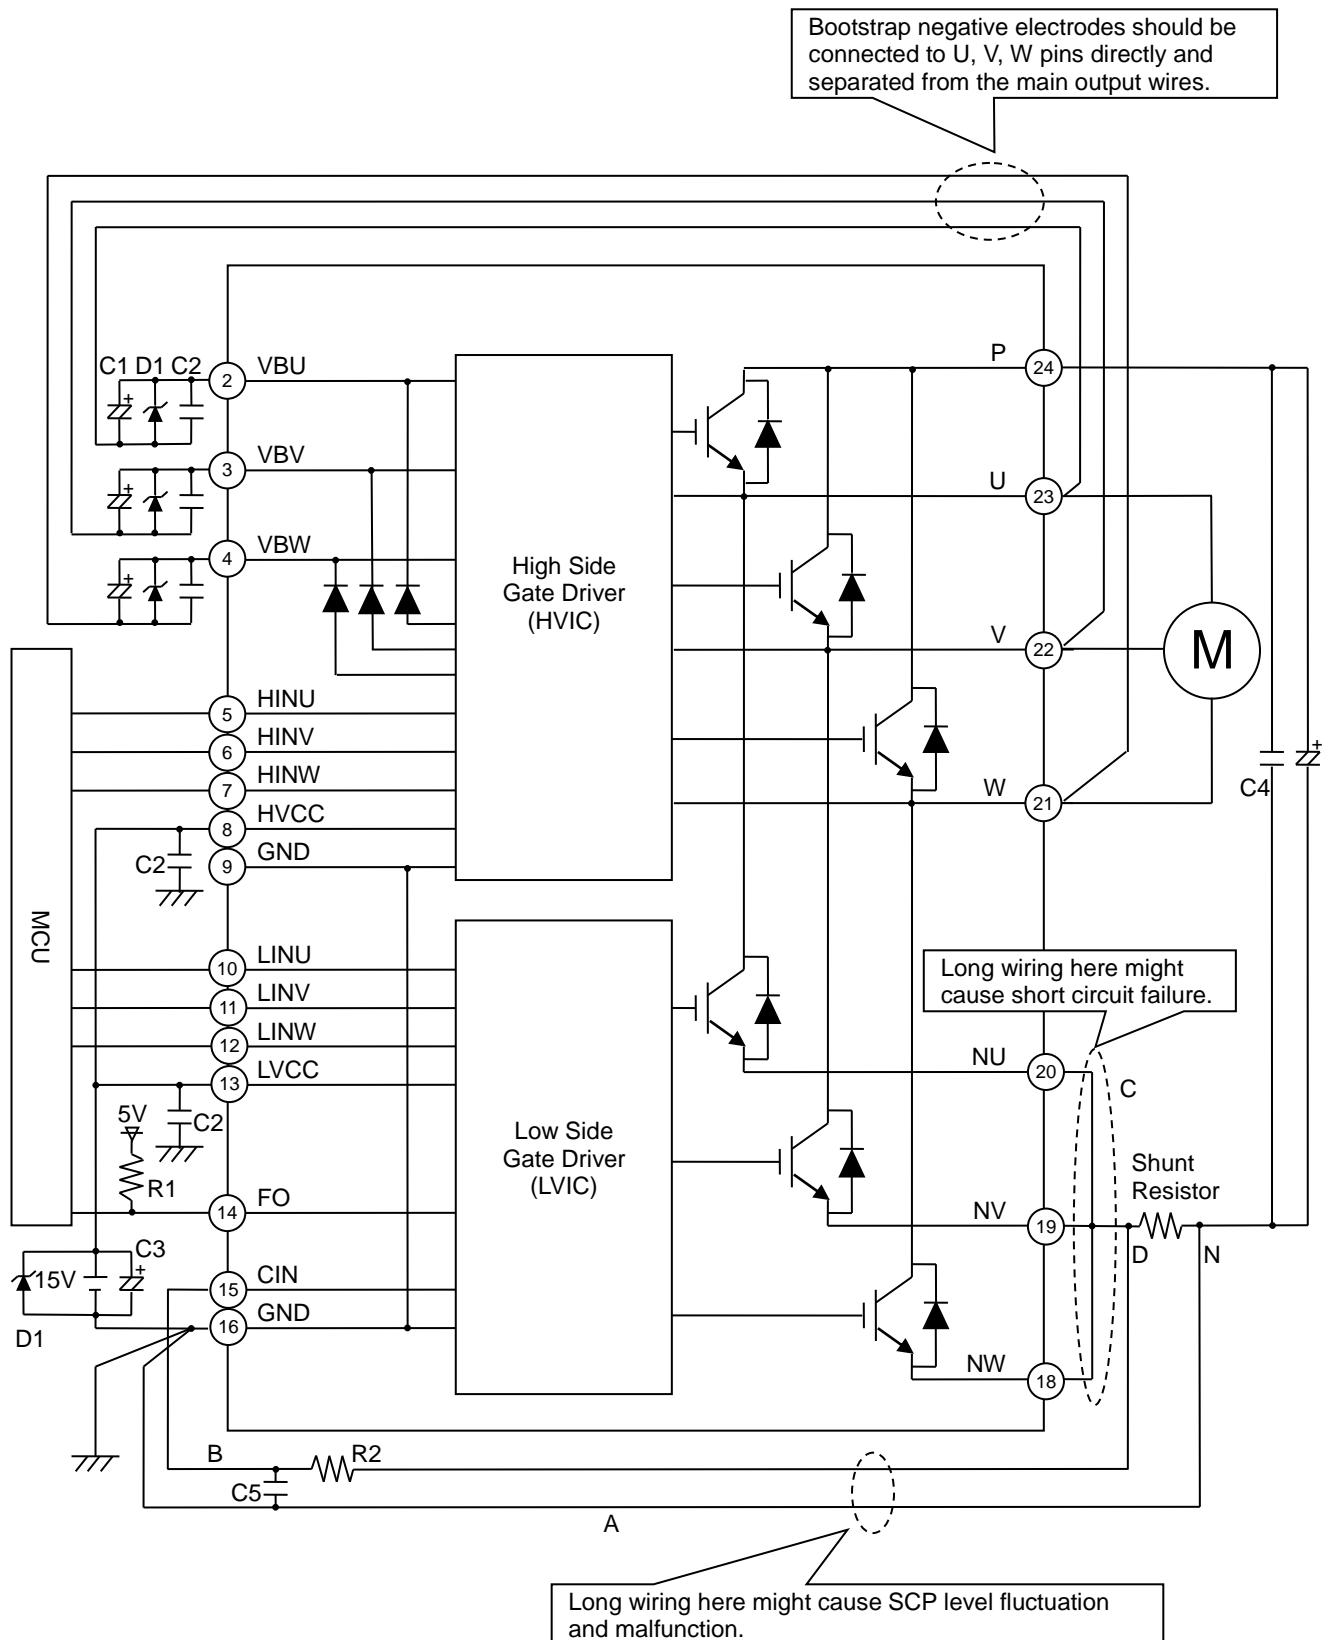 Bootstrap negative electrodes should be
connected to U, V, W pins directly and
separated from the main output wires.
C1 D1 C2
2
VBU
P
24
3
VBV
U
23
+
+
+
4
VBW
High Side
Gate Driver
(HVIC)
V
22
M
5
HINU
6
HINV
7
HINW
W
21
C4
+
8
HVCC
C2
9
GND
MCU
10
LINU
11
LINV
12
LINW
13
LVCC
Long wiring here might
cause short circuit failure.
NU
20
C
5V
C2
R1
Low Side
Gate Driver
(LVIC)
Shunt
Resistor
14
FO
NV
19
D
N
C3
15V
+
15
CIN
16
GND
D1
NW
18
B
R2
C5
A
Long wiring here might cause SCP level fluctuation
and malfunction.